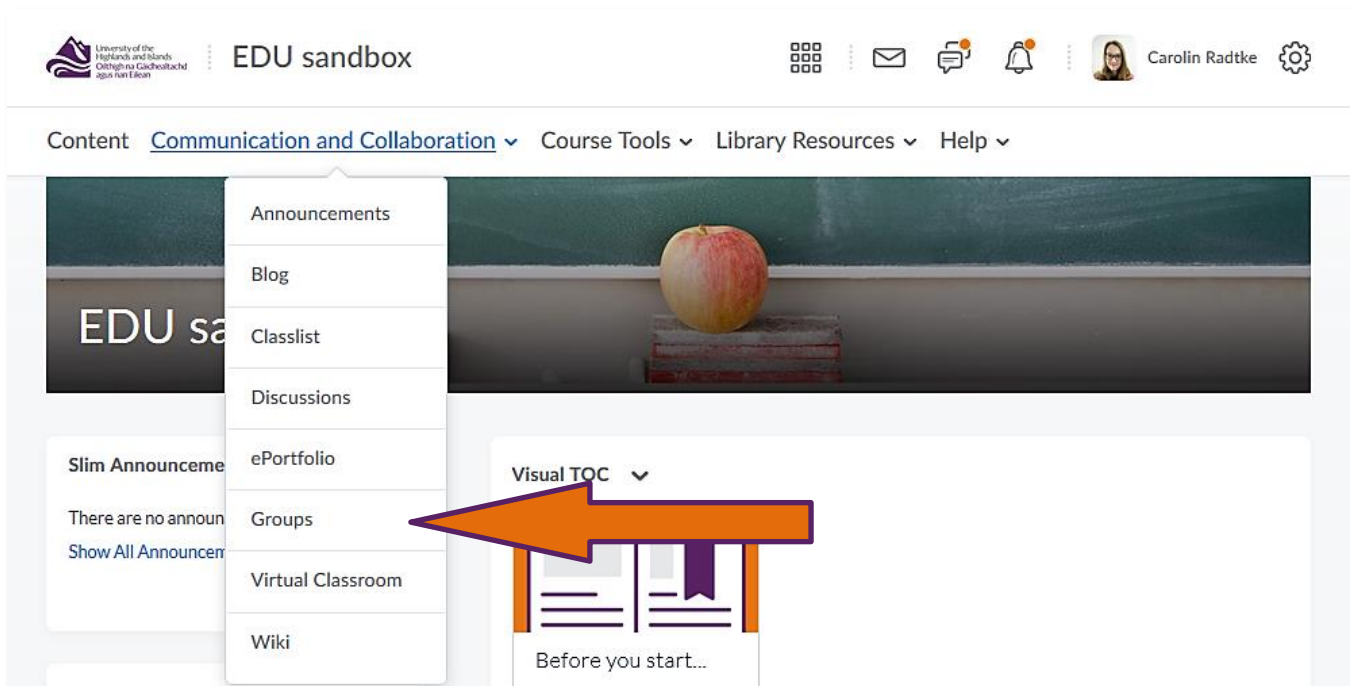 University of the
Highlands and Islands
Oilthigh na Gàidhealtachd
agus nan Eilean
EDU sandbox
Carolin Radtke
Content Communication and Collaboration Course Tools Library Resources Help
Announcements
Blog
EDU sa
Classlist
Discussions
Slim Announceme
ePortfolio
Visual TOC
There are no announ
Groups
Show All Announcem
Virtual Classroom
Wiki
Before you start...